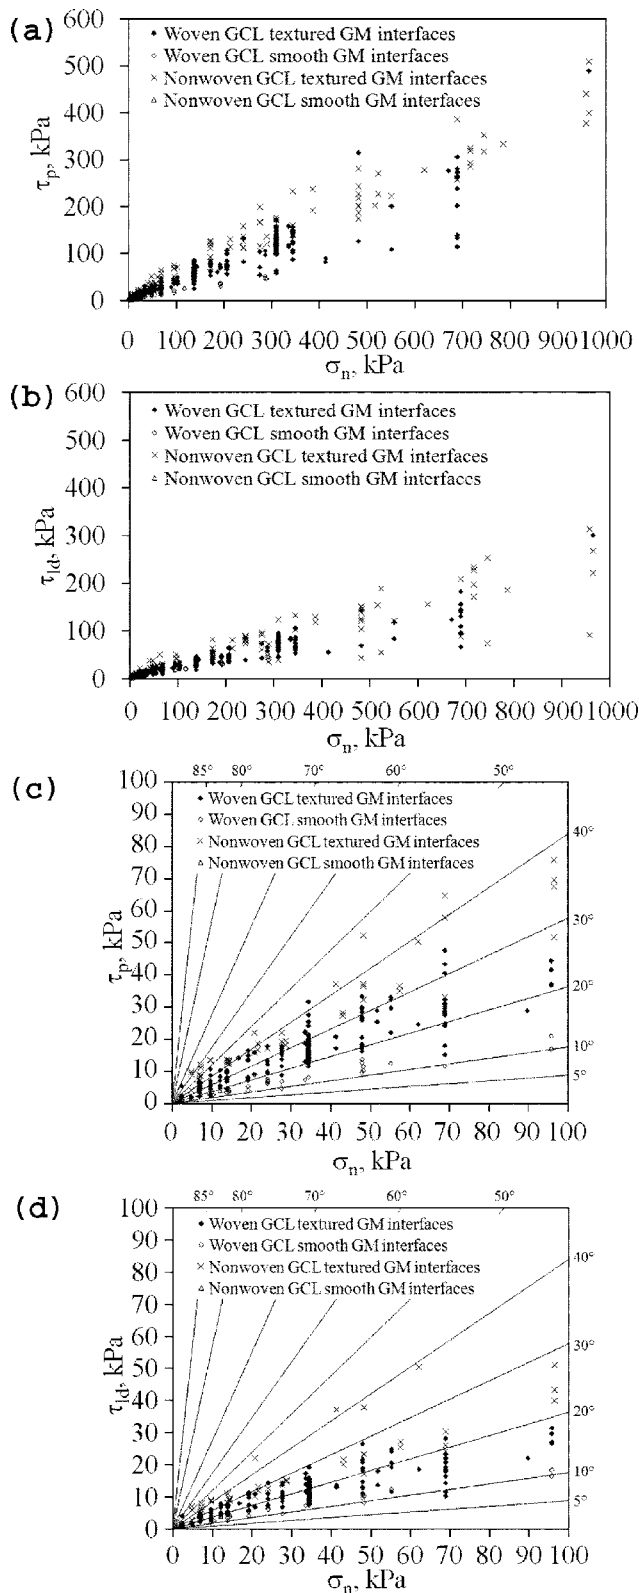 (a)
600
500
400
300
200
100
0
τp, kPa
Woven GCL textured GM interfaces
Woven GCL smooth GM interfaces
Nonwoven GCL textured GM interfaces
Nonwoven GCL smooth GM interfaces
0 100 200 300 400 500 600 700 800 900 1000
σn, kPa
(b)
600
500
400
300
200
100
0
τld, kPa
Woven GCL textured GM interfaces
Woven GCL smooth GM interfaces
Nonwoven GCL textured GM interfaces
Nonwoven GCL smooth GM interfaces
0 100 200 300 400 500 600 700 800 900 1000
σn, kPa
(c)
85° 80° 70° 60° 50°
100
90
80
70
60
50
40
30
20
10
0
τp, kPa
Woven GCL textured GM interfaces
Woven GCL smooth GM interfaces
Nonwoven GCL textured GM interfaces
Nonwoven GCL smooth GM interfaces
40°
30°
20°
10°
5°
0 10 20 30 40 50 60 70 80 90 100
σn, kPa
(d)
85° 80° 70° 60° 50°
100
90
80
70
60
50
40
30
20
10
0
τld, kPa
Woven GCL textured GM interfaces
Woven GCL smooth GM interfaces
Nonwoven GCL textured GM interfaces
Nonwoven GCL smooth GM interfaces
40°
30°
20°
10°
5°
0 10 20 30 40 50 60 70 80 90 100
σn, kPa